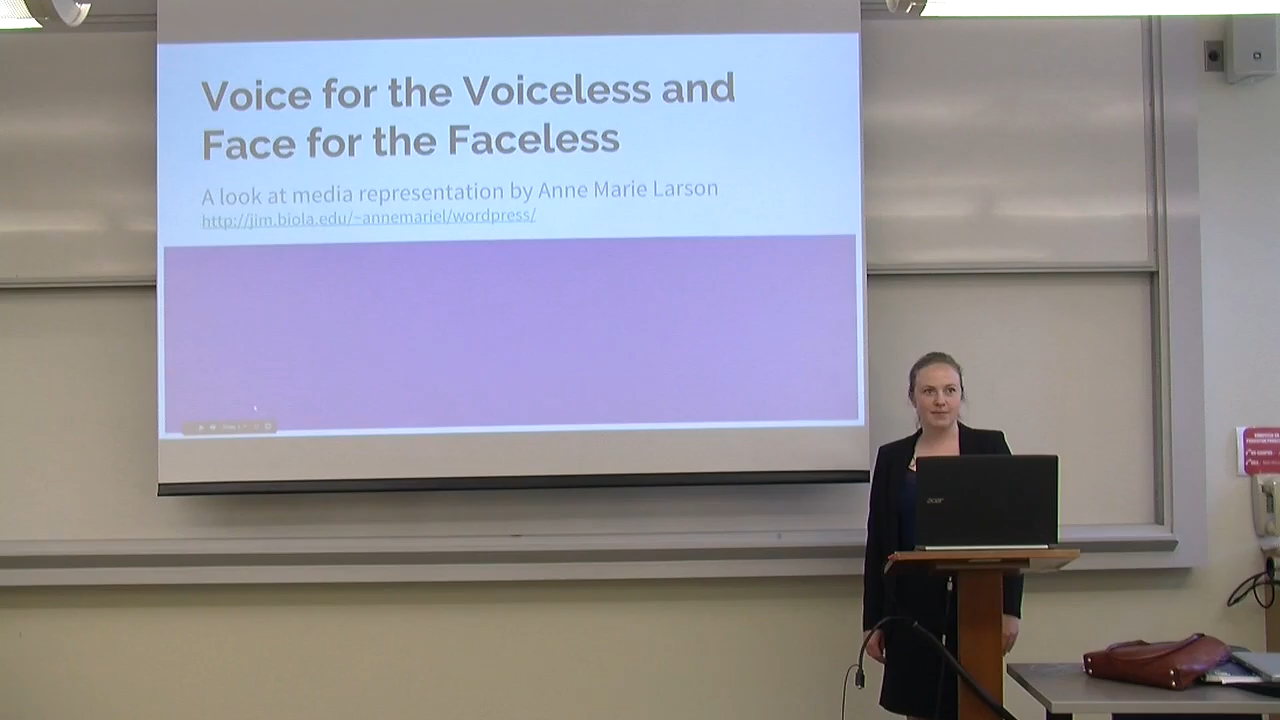 Voice for the Voiceless and
Face for the Faceless
A look at media representation by Anne Marie Larson
http://jim.biola.edu/~annemariel/wordpress/
acer